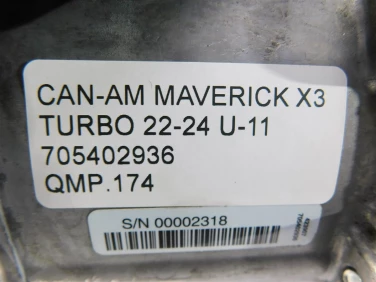 CAN-AM MAVERICK X3
TURBO 22-24 U-11
705402936
QMP.174
S/N 00002318